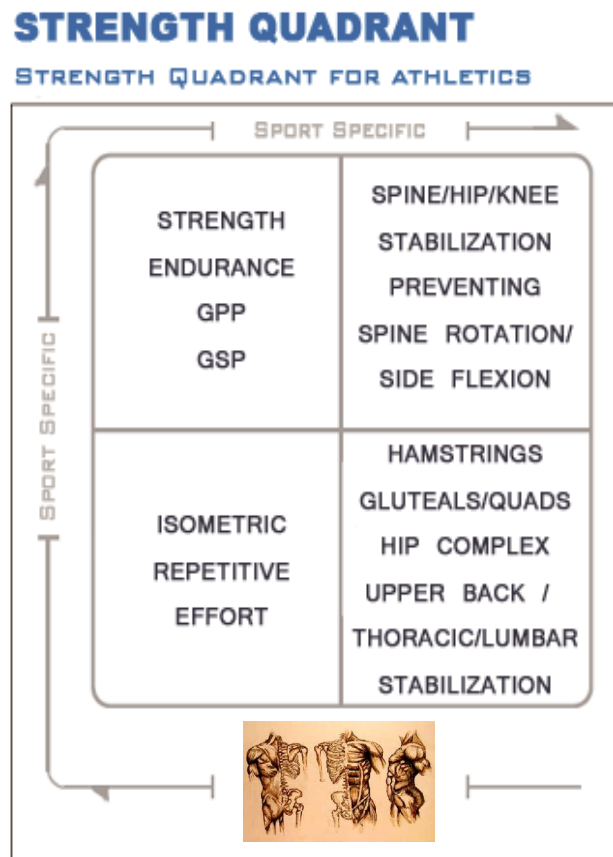 STRENGTH QUADRANT
STRENGTH QUADRANT FOR ATHLETICS
SPORT SPECIFIC
SPORT SPECIFIC
STRENGTH
ENDURANCE
GPP
GSP
SPINE/HIP/KNEE
STABILIZATION
PREVENTING
SPINE ROTATION/
SIDE FLEXION
ISOMETRIC
REPETITIVE
EFFORT
HAMSTRINGS
GLUTEALS/QUADS
HIP COMPLEX
UPPER BACK /
THORACIC/LUMBAR
STABILIZATION